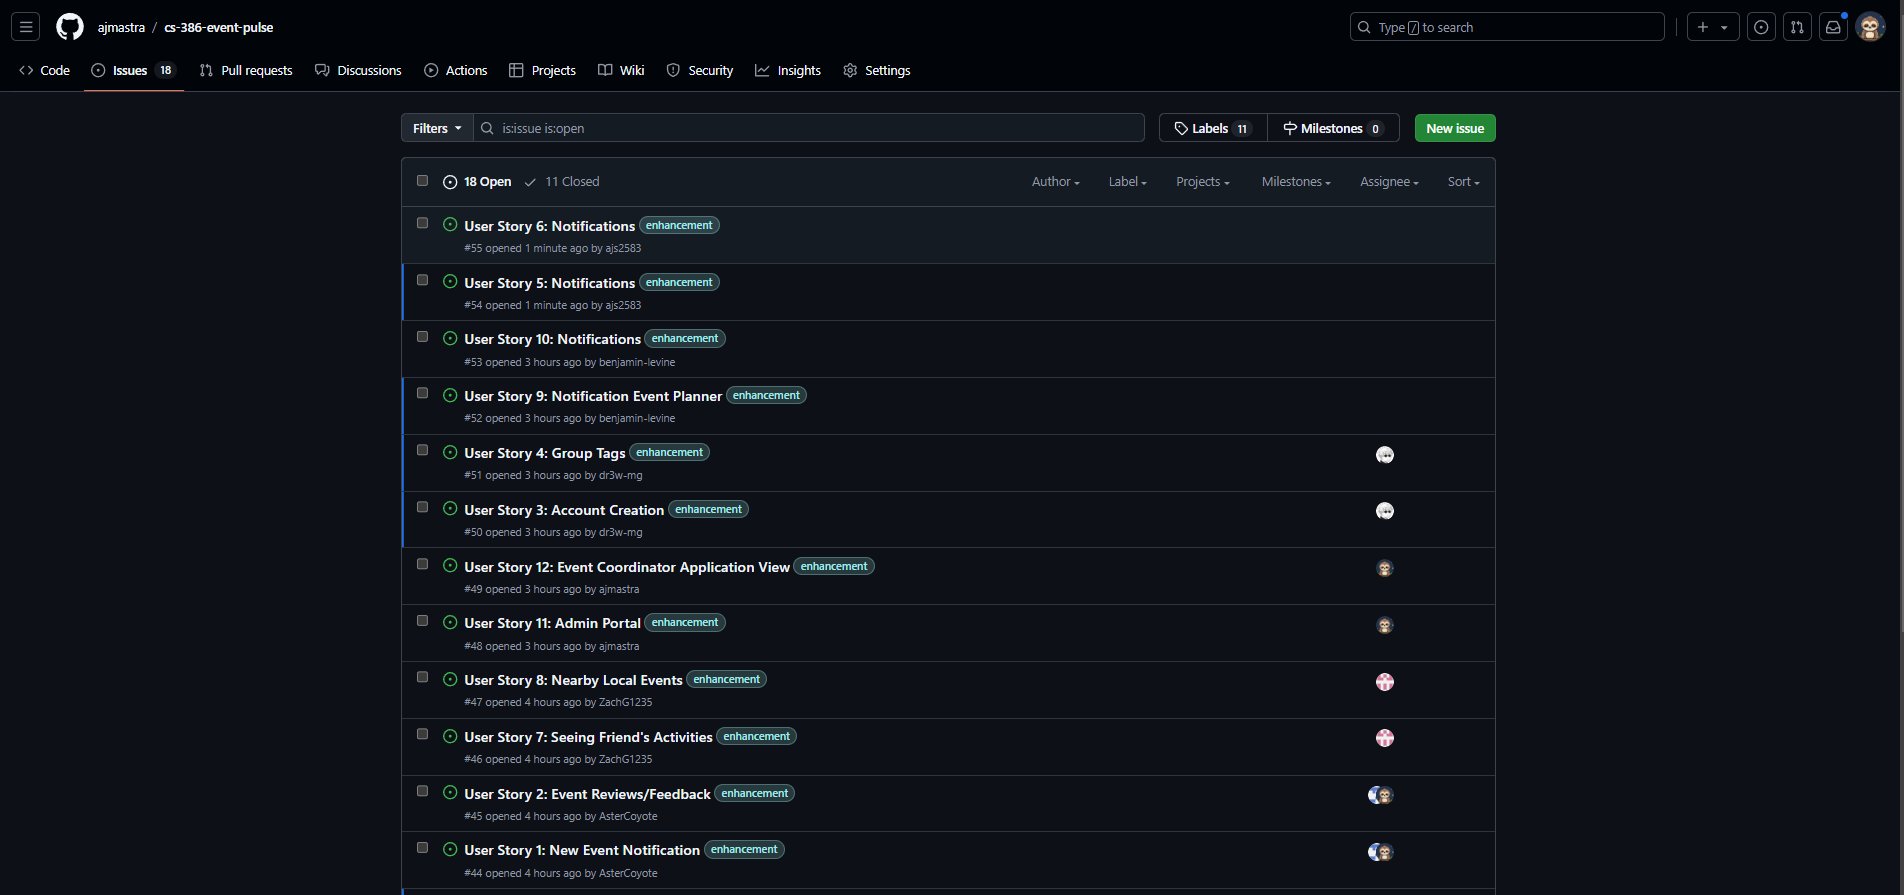 ajmastra / cs-386-event-pulse
Type / to search
Code
Issues 18
Pull requests
Discussions
Actions
Projects
Wiki
Security
Insights
Settings
Filters
is:issue is:open
Labels 11
Milestones 0
New issue
18 Open
11 Closed
Author
Label
Projects
Milestones
Assignee
Sort
User Story 6: Notifications enhancement
#55 opened 1 minute ago by ajs2583
User Story 5: Notifications enhancement
#54 opened 1 minute ago by ajs2583
User Story 10: Notifications enhancement
#53 opened 3 hours ago by benjamin-levine
User Story 9: Notification Event Planner enhancement
#52 opened 3 hours ago by benjamin-levine
User Story 4: Group Tags enhancement
#51 opened 3 hours ago by dr3w-mg
User Story 3: Account Creation enhancement
#50 opened 3 hours ago by dr3w-mg
User Story 12: Event Coordinator Application View enhancement
#49 opened 3 hours ago by ajmastra
User Story 11: Admin Portal enhancement
#48 opened 3 hours ago by ajmastra
User Story 8: Nearby Local Events enhancement
#47 opened 4 hours ago by ZachG1235
User Story 7: Seeing Friend's Activities enhancement
#46 opened 4 hours ago by ZachG1235
User Story 2: Event Reviews/Feedback enhancement
#45 opened 4 hours ago by AsterCoyote
User Story 1: New Event Notification enhancement
#44 opened 4 hours ago by AsterCoyote